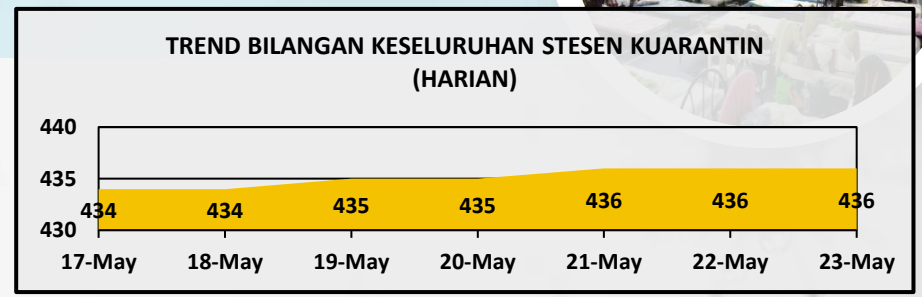 TREND BILANGAN KESELURUHAN STESEN KUARANTIN
(HARIAN)
440
435
430
434 434 435 435 436 436 436
17-May 18-May 19-May 20-May 21-May 22-May 23-May